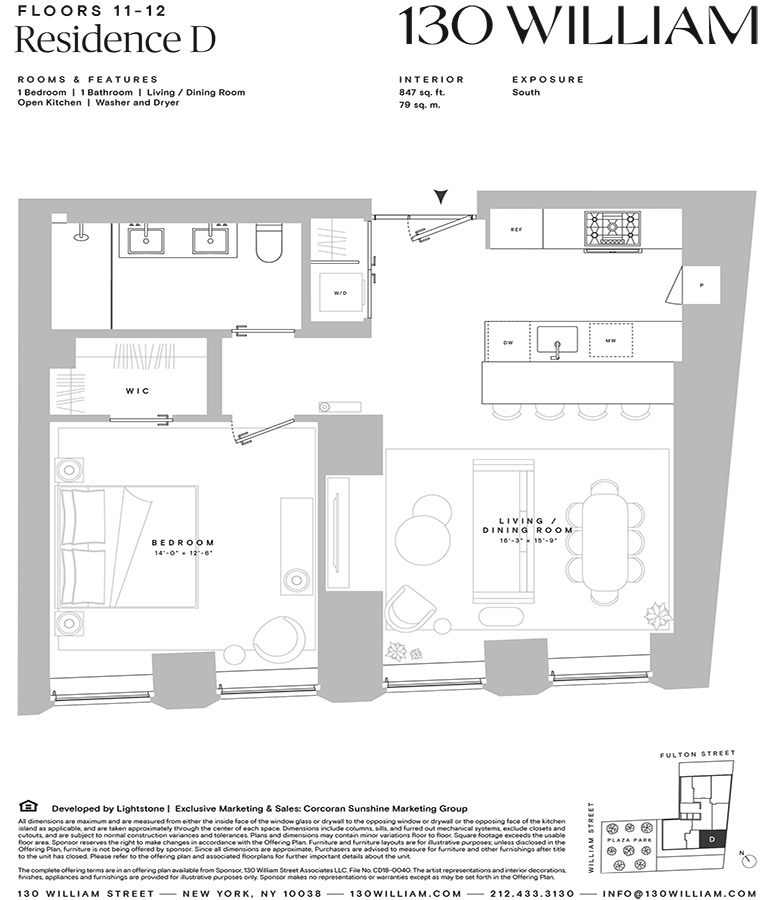 FLOORS 11-12
Residence D
130 WILLIAM
ROOMS & FEATURES
1 Bedroom | 1 Bathroom | Living / Dining Room
Open Kitchen | Washer and Dryer
INTERIOR
847 sq. ft.
79 sq. m.
EXPOSURE
South
REF
W/D
P
DW
MW
WIC
BEDROOM
14'-0" × 12'-6"
LIVING /
DINING ROOM
16'-3" × 15'-9"
FULTON STREET
WILLIAM STREET
PLAZA PARK
D
N
Developed by Lightstone | Exclusive Marketing & Sales: Corcoran Sunshine Marketing Group
All dimensions are maximum and are measured from either the inside face of the window glass or drywall to the opposing window or drywall or the opposing face of the kitchen
island as applicable, and are taken approximately through the center of each space. Dimensions include columns, sills, and furred out mechanical systems, exclude closets and
cutouts, and are subject to normal construction variances and tolerances. Plans and dimensions may contain minor variations floor to floor. Square footage exceeds the usable
floor area. Sponsor reserves the right to make changes in accordance with the Offering Plan. Furniture and furniture layouts are for illustrative purposes; unless disclosed in the
Offering Plan, furniture is not being offered by sponsor. Since all dimensions are approximate, Purchasers are advised to measure for furniture and other furnishings after title
to the unit has closed. Please refer to the offering plan and associated floorplans for further important details about the unit.
The complete offering terms are in an offering plan available from Sponsor, 130 William Street Associates LLC. File No. CD18-0040. The artist representations and interior decorations,
finishes, appliances and furnishings are provided for illustrative purposes only. Sponsor makes no representations or warranties except as may be set forth in the Offering Plan.
130 WILLIAM STREET — NEW YORK, NY 10038 — 130WILLIAM.COM — 212.433.3130 — INFO@130WILLIAM.COM